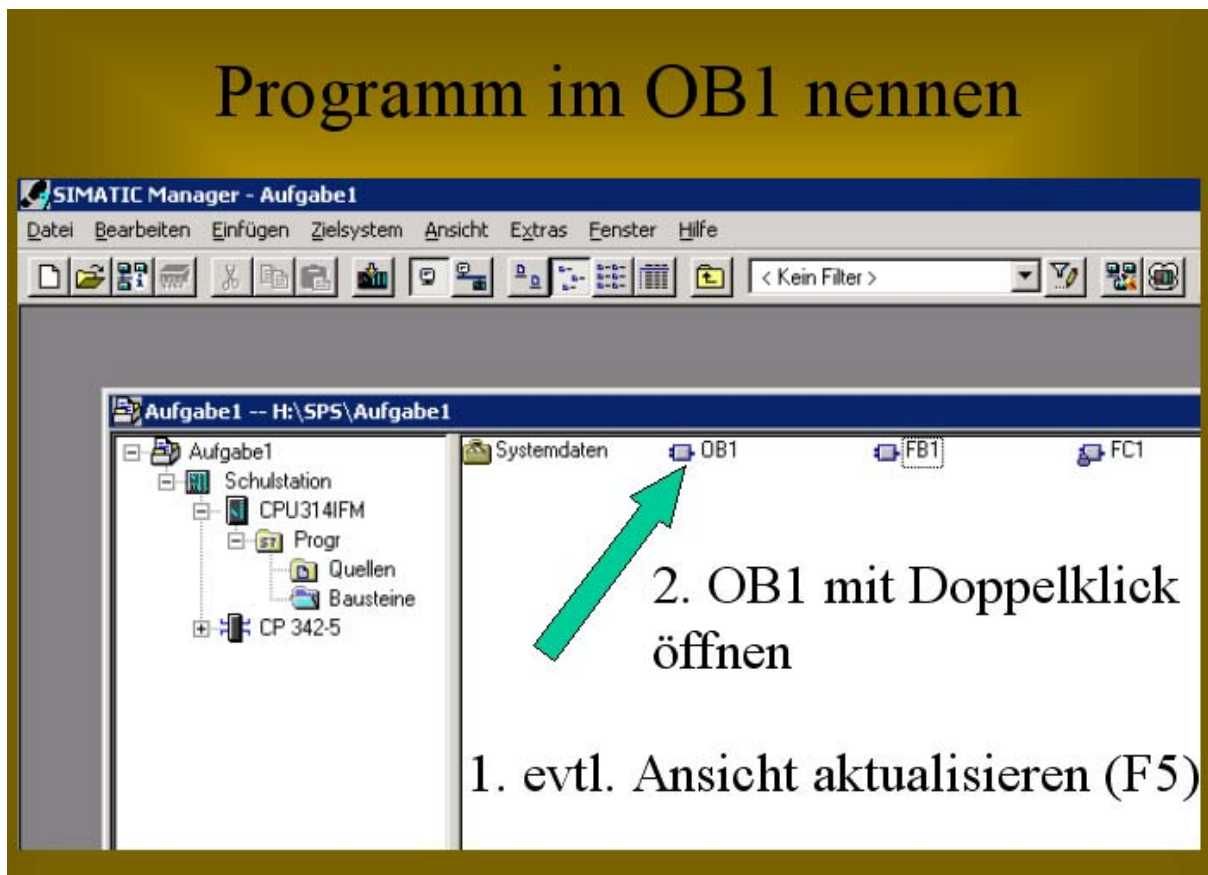 Programm im OB1 nennen
SIMATIC Manager - Aufgabe1
Datei Bearbeiten Einfügen Zielsystem Ansicht Extras Fenster Hilfe
< Kein Filter >
Aufgabe1 -- H:\SPS\Aufgabe1
Aufgabe1
Schulstation
CPU314IFM
Progr
Quellen
Bausteine
CP 342-5
Systemdaten OB1 FB1 FC1
2. OB1 mit Doppelklick
öffnen
1. evtl. Ansicht aktualisieren (F5)